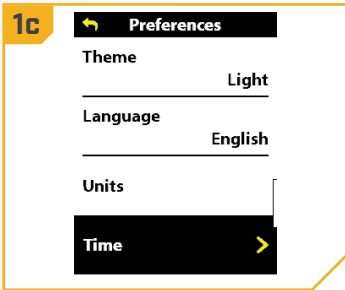 1c
Preferences
Theme
Light
Language
English
Units
Time